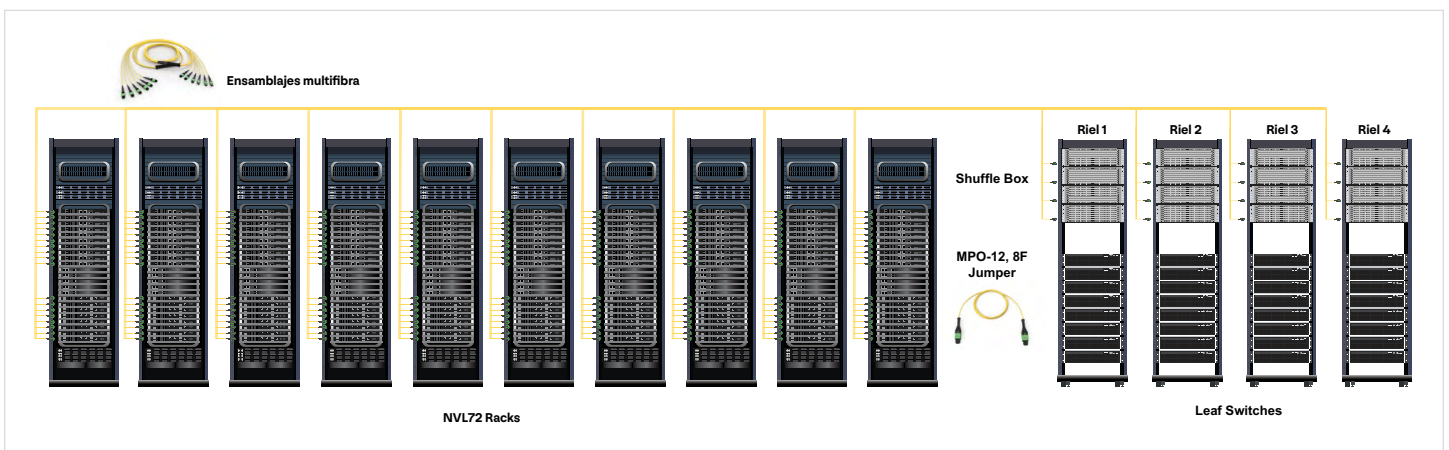 Ensamblajes multifibra
Riel 1
Riel 2
Riel 3
Riel 4
Shuffle Box
MPO-12, 8F
Jumper
NVL72 Racks
Leaf Switches